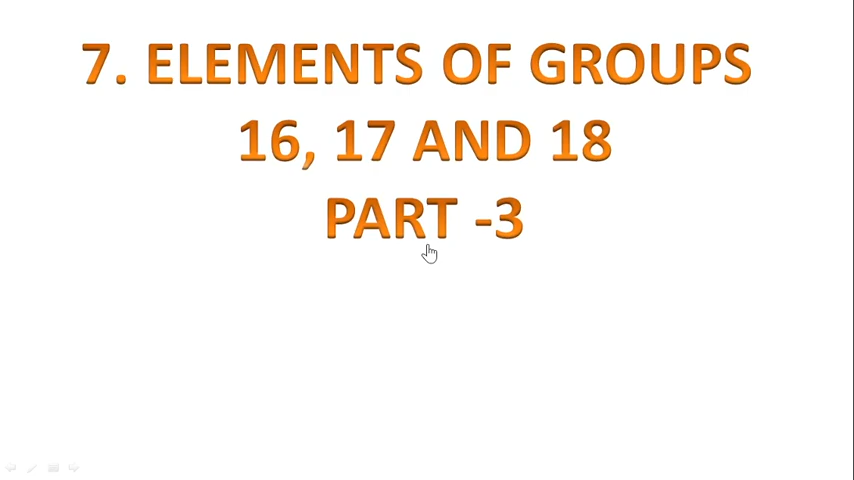 7. ELEMENTS OF GROUPS
16, 17 AND 18
PART -3